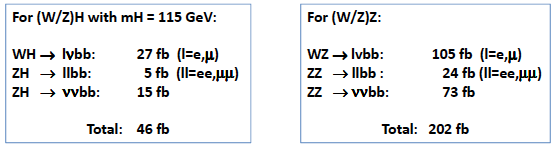 For (W/Z)H with mH = 115 GeV:
WH → lνbb: 27 fb (l=e,μ)
ZH → llbb: 5 fb (ll=ee,μμ)
ZH → ννbb: 15 fb
Total: 46 fb
For (W/Z)Z:
WZ → lνbb: 105 fb (l=e,μ)
ZZ → llbb : 24 fb (ll=ee,μμ)
ZZ → ννbb: 73 fb
Total: 202 fb